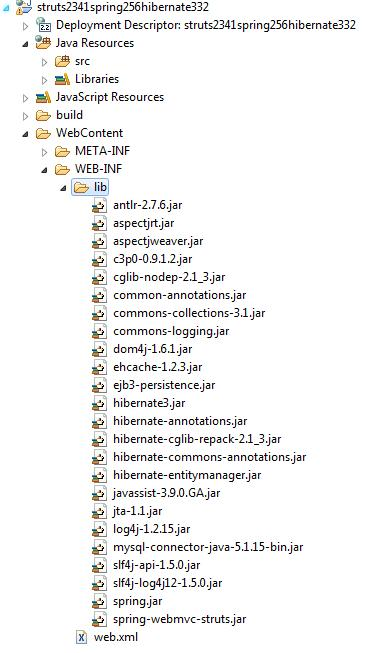 struts2341spring256hibernate332
2.2 Deployment Descriptor: struts2341spring256hibernate332
Java Resources
src
Libraries
JavaScript Resources
build
WebContent
META-INF
WEB-INF
lib
antlr-2.7.6.jar
aspectjrt.jar
aspectjweaver.jar
c3p0-0.9.1.2.jar
cglib-nodep-2.1_3.jar
common-annotations.jar
commons-collections-3.1.jar
commons-logging.jar
dom4j-1.6.1.jar
ehcache-1.2.3.jar
ejb3-persistence.jar
hibernate3.jar
hibernate-annotations.jar
hibernate-cglib-repack-2.1_3.jar
hibernate-commons-annotations.jar
hibernate-entitymanager.jar
javassist-3.9.0.GA.jar
jta-1.1.jar
log4j-1.2.15.jar
mysql-connector-java-5.1.15-bin.jar
slf4j-api-1.5.0.jar
slf4j-log4j12-1.5.0.jar
spring.jar
spring-webmvc-struts.jar
web.xml